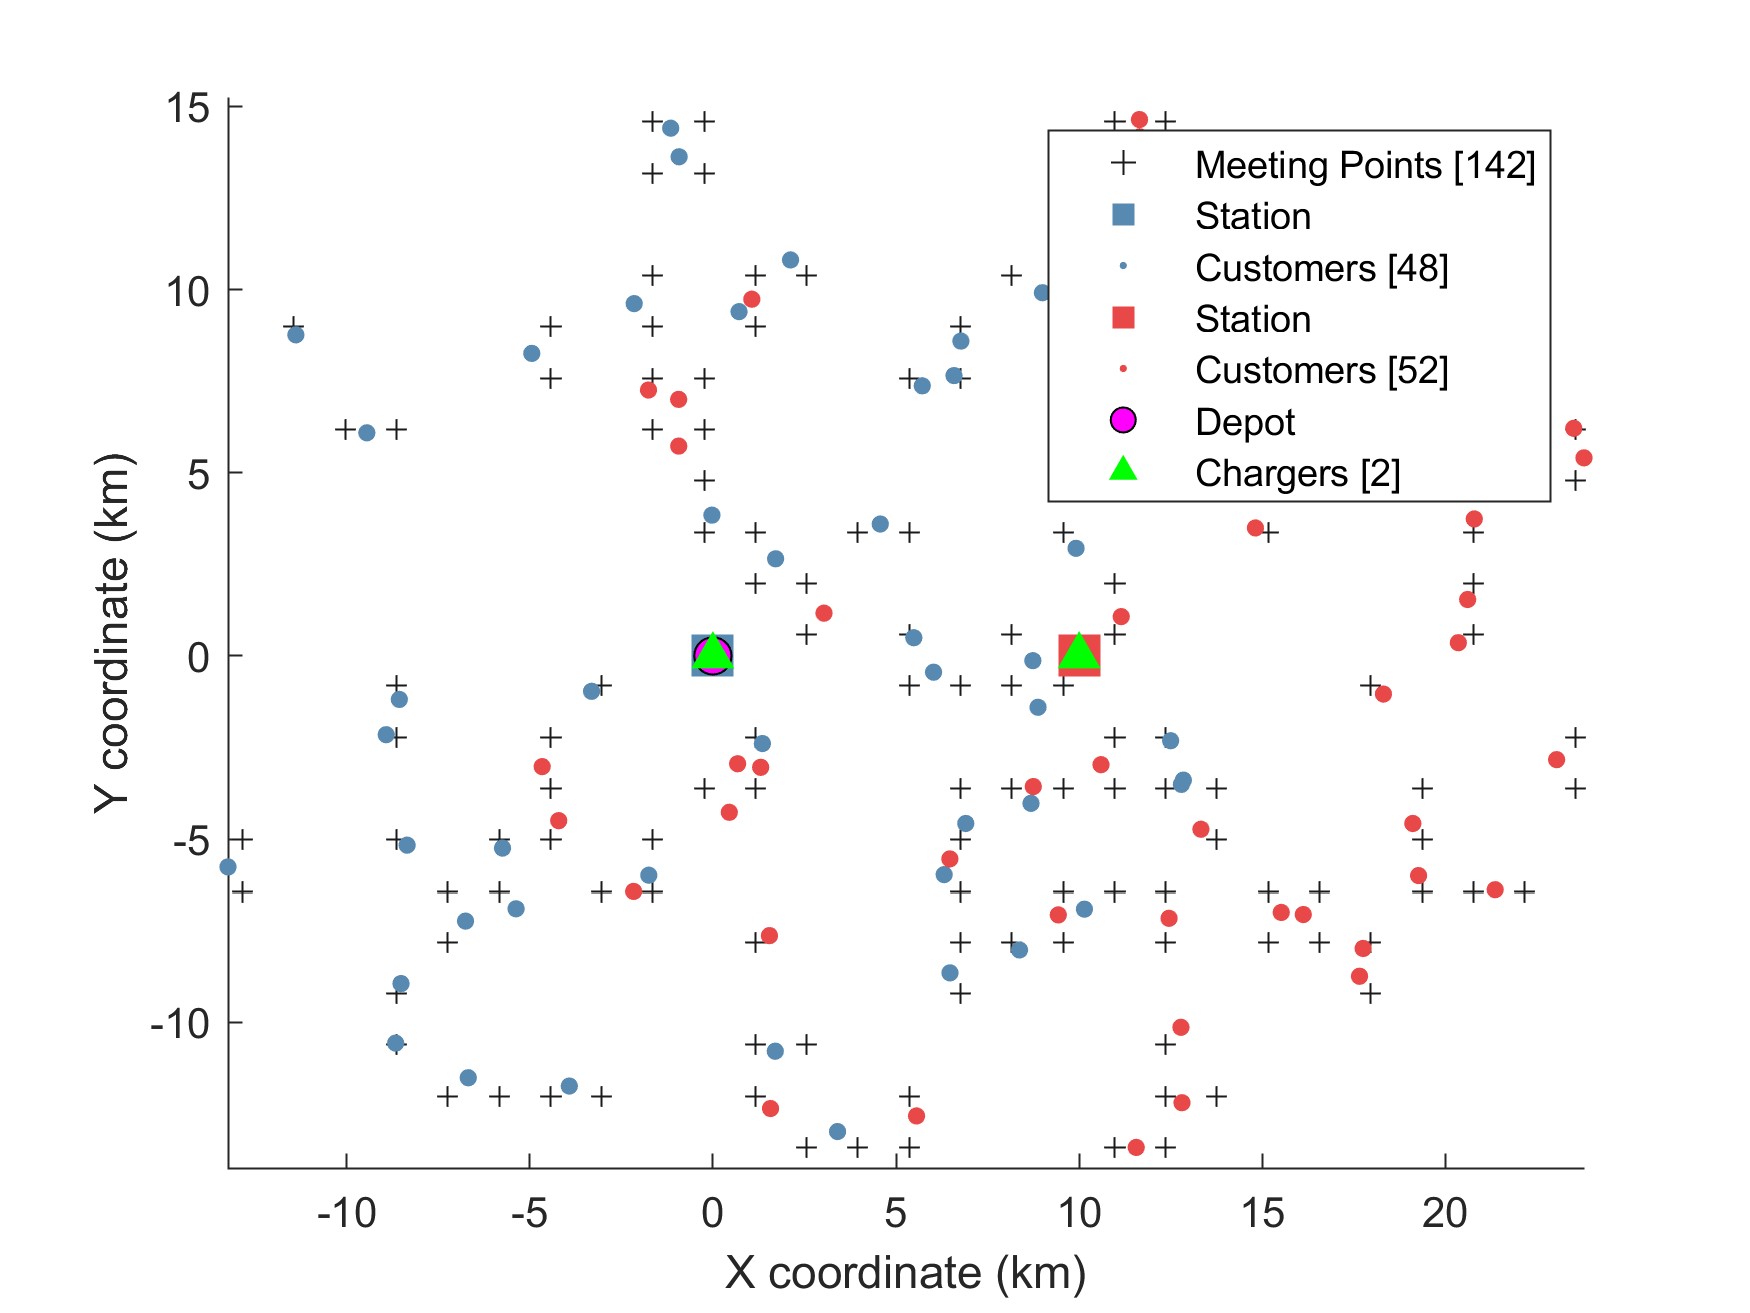 15
10
5
0
-5
-10
Y coordinate (km)
Meeting Points [142]
Station
Customers [48]
Station
Customers [52]
Depot
Chargers [2]
-10
-5
0
5
10
15
20
X coordinate (km)